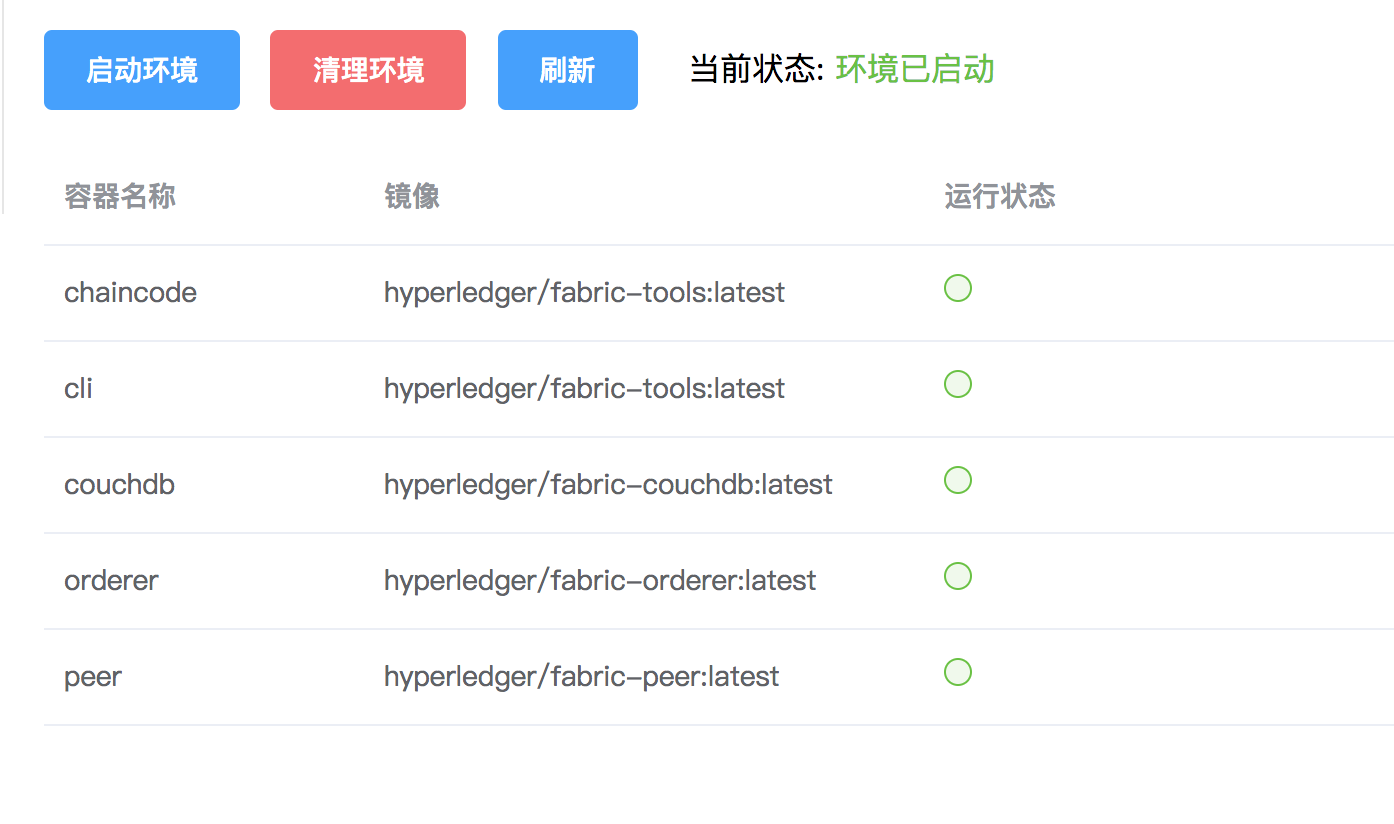 启动环境 清理环境 刷新 当前状态: 环境已启动
容器名称 镜像 运行状态
chaincode hyperledger/fabric-tools:latest
cli hyperledger/fabric-tools:latest
couchdb hyperledger/fabric-couchdb:latest
orderer hyperledger/fabric-orderer:latest
peer hyperledger/fabric-peer:latest